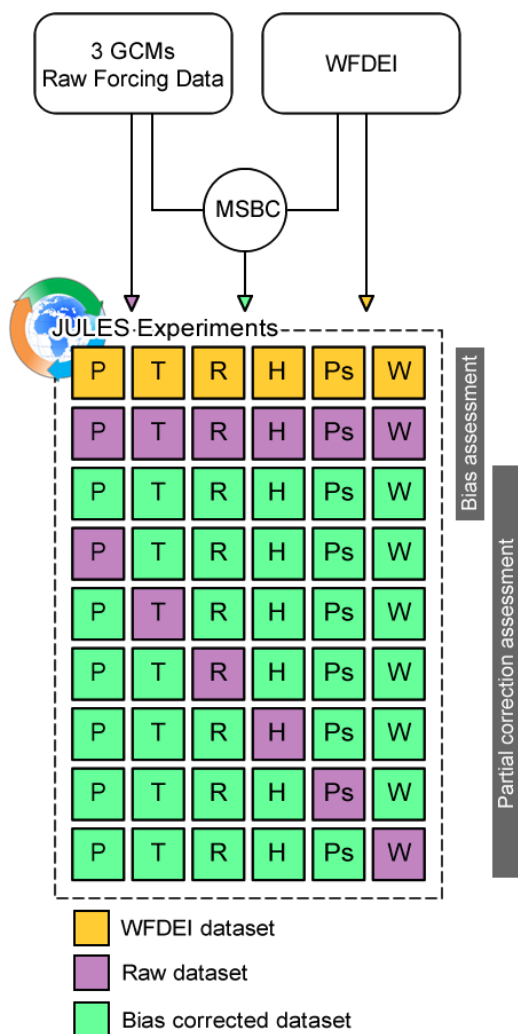 3 GCMs
Raw Forcing Data
WFDEI
MSBC
JULES Experiments
P T R H Ps W
P T R H Ps W
P T R H Ps W
P T R H Ps W
P T R H Ps W
P T R H Ps W
P T R H Ps W
P T R H Ps W
P T R H Ps W
Bias assessment
Partial correction assessment
WFDEI dataset
Raw dataset
Bias corrected dataset